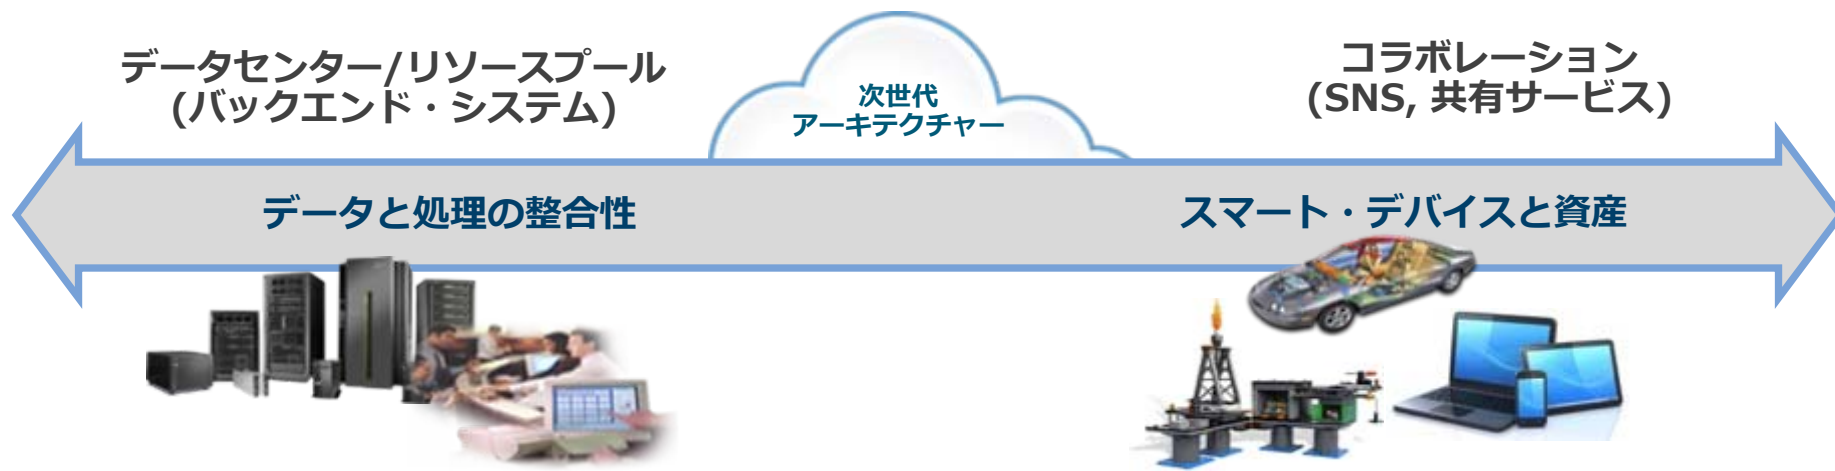 データセンター/リソースプール
(バックエンド・システム)
次世代
アーキテクチャー
コラボレーション
(SNS, 共有サービス)
データと処理の整合性
スマート・デバイスと資産